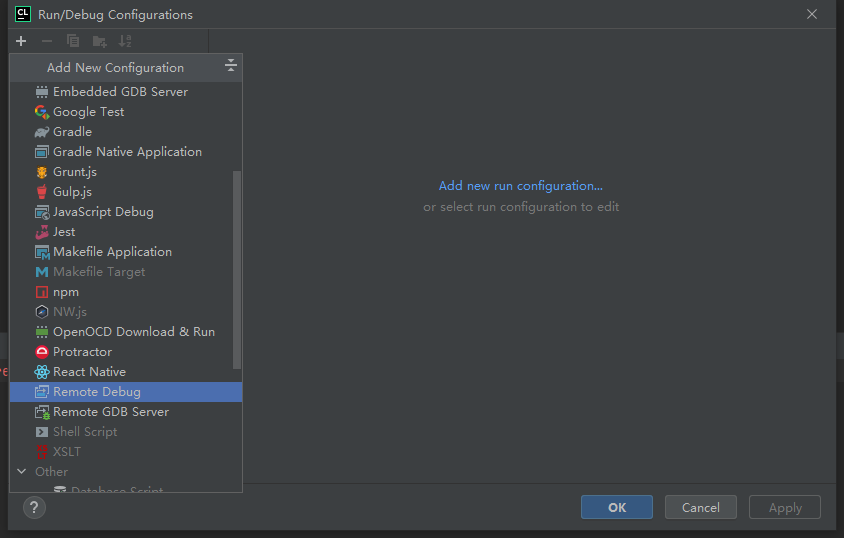 CL
Run/Debug Configurations
Add New Configuration
Embedded GDB Server
Google Test
Gradle
Gradle Native Application
Grunt.js
Gulp.js
JavaScript Debug
Jest
Makefile Application
Makefile Target
npm
NW.js
OpenOCD Download & Run
Protractor
React Native
Remote Debug
Remote GDB Server
Shell Script
XSLT
Other
Database Script
Add new run configuration...
or select run configuration to edit
?
OK
Cancel
Apply